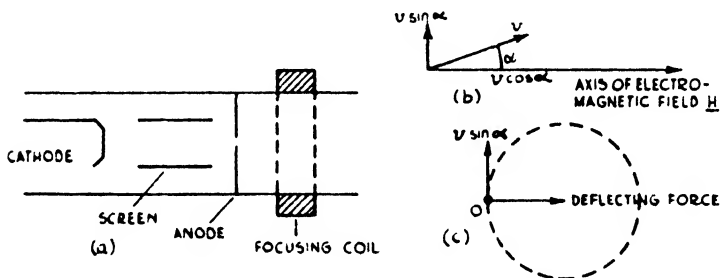 CATHODE
SCREEN
ANODE
FOCUSING COIL
(a)
v sin α
v
α
v cos α
AXIS OF ELECTRO-
MAGNETIC FIELD H
(b)
v sin α
O
DEFLECTING FORCE
(c)